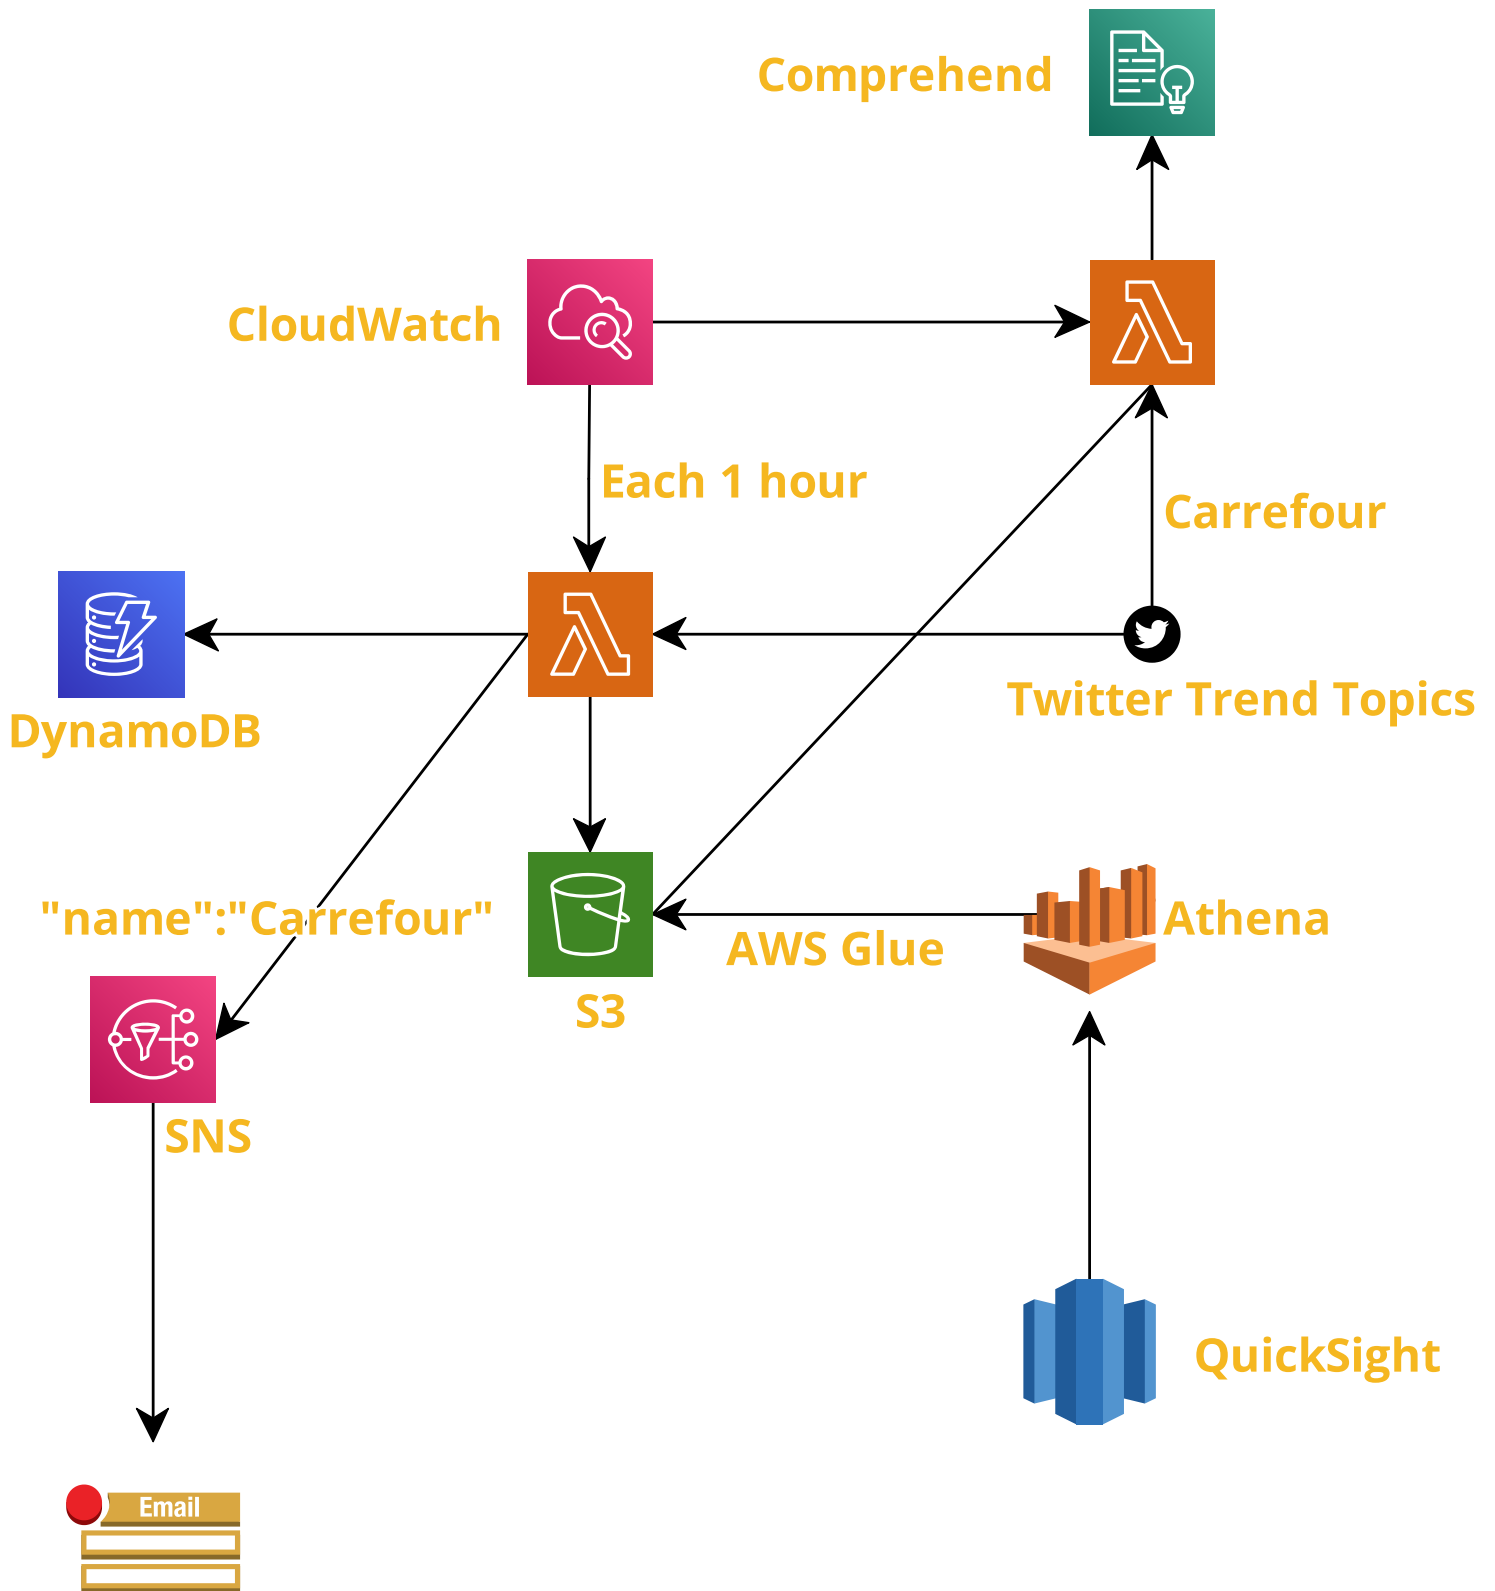 Comprehend
CloudWatch
Each 1 hour
Carrefour
Twitter Trend Topics
DynamoDB
"name":"Carrefour"
Athena
AWS Glue
S3
SNS
QuickSight
Email